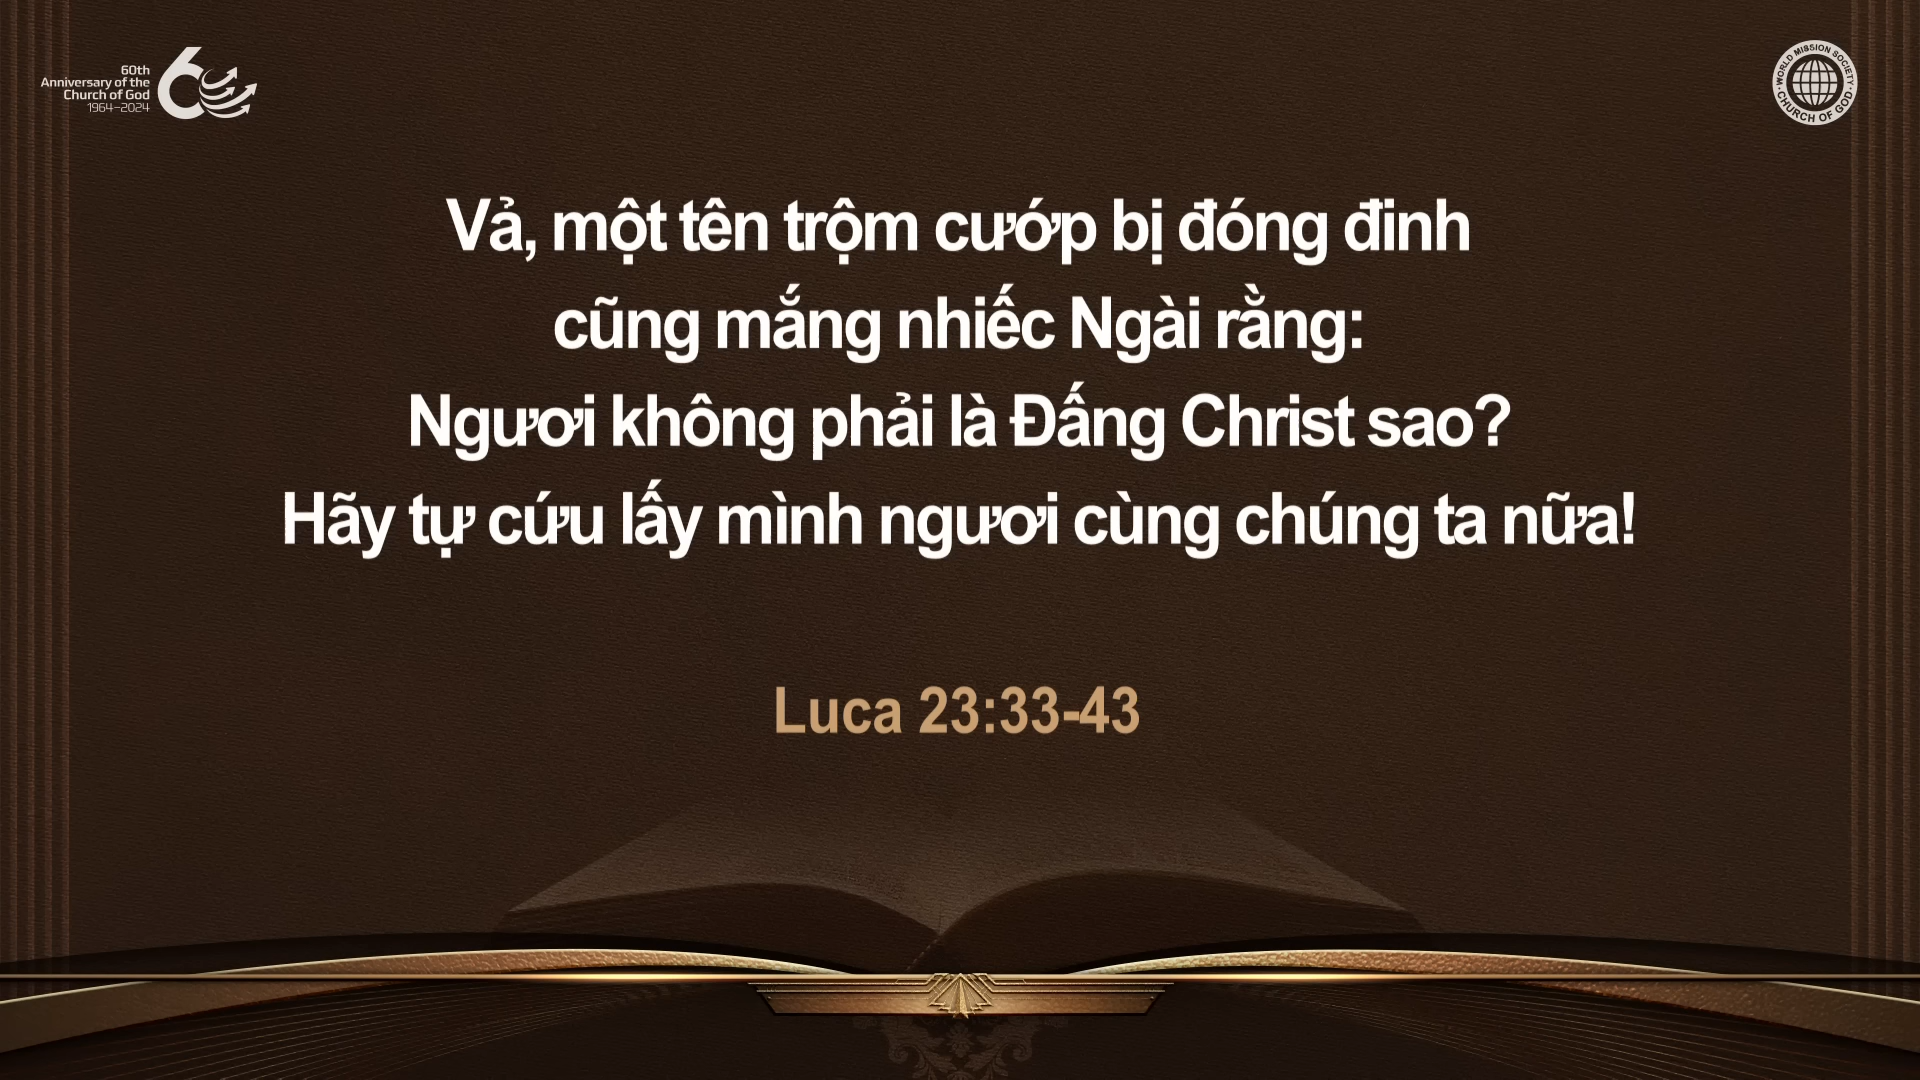 60th
Anniversary of the
Church of God
1964–2024
WORLD MISSION SOCIETY
CHURCH OF GOD
Vả, một tên trộm cướp bị đóng đinh
cũng mắng nhiếc Ngài rằng:
Ngươi không phải là Đấng Christ sao?
Hãy tự cứu lấy mình ngươi cùng chúng ta nữa!
Luca 23:33-43